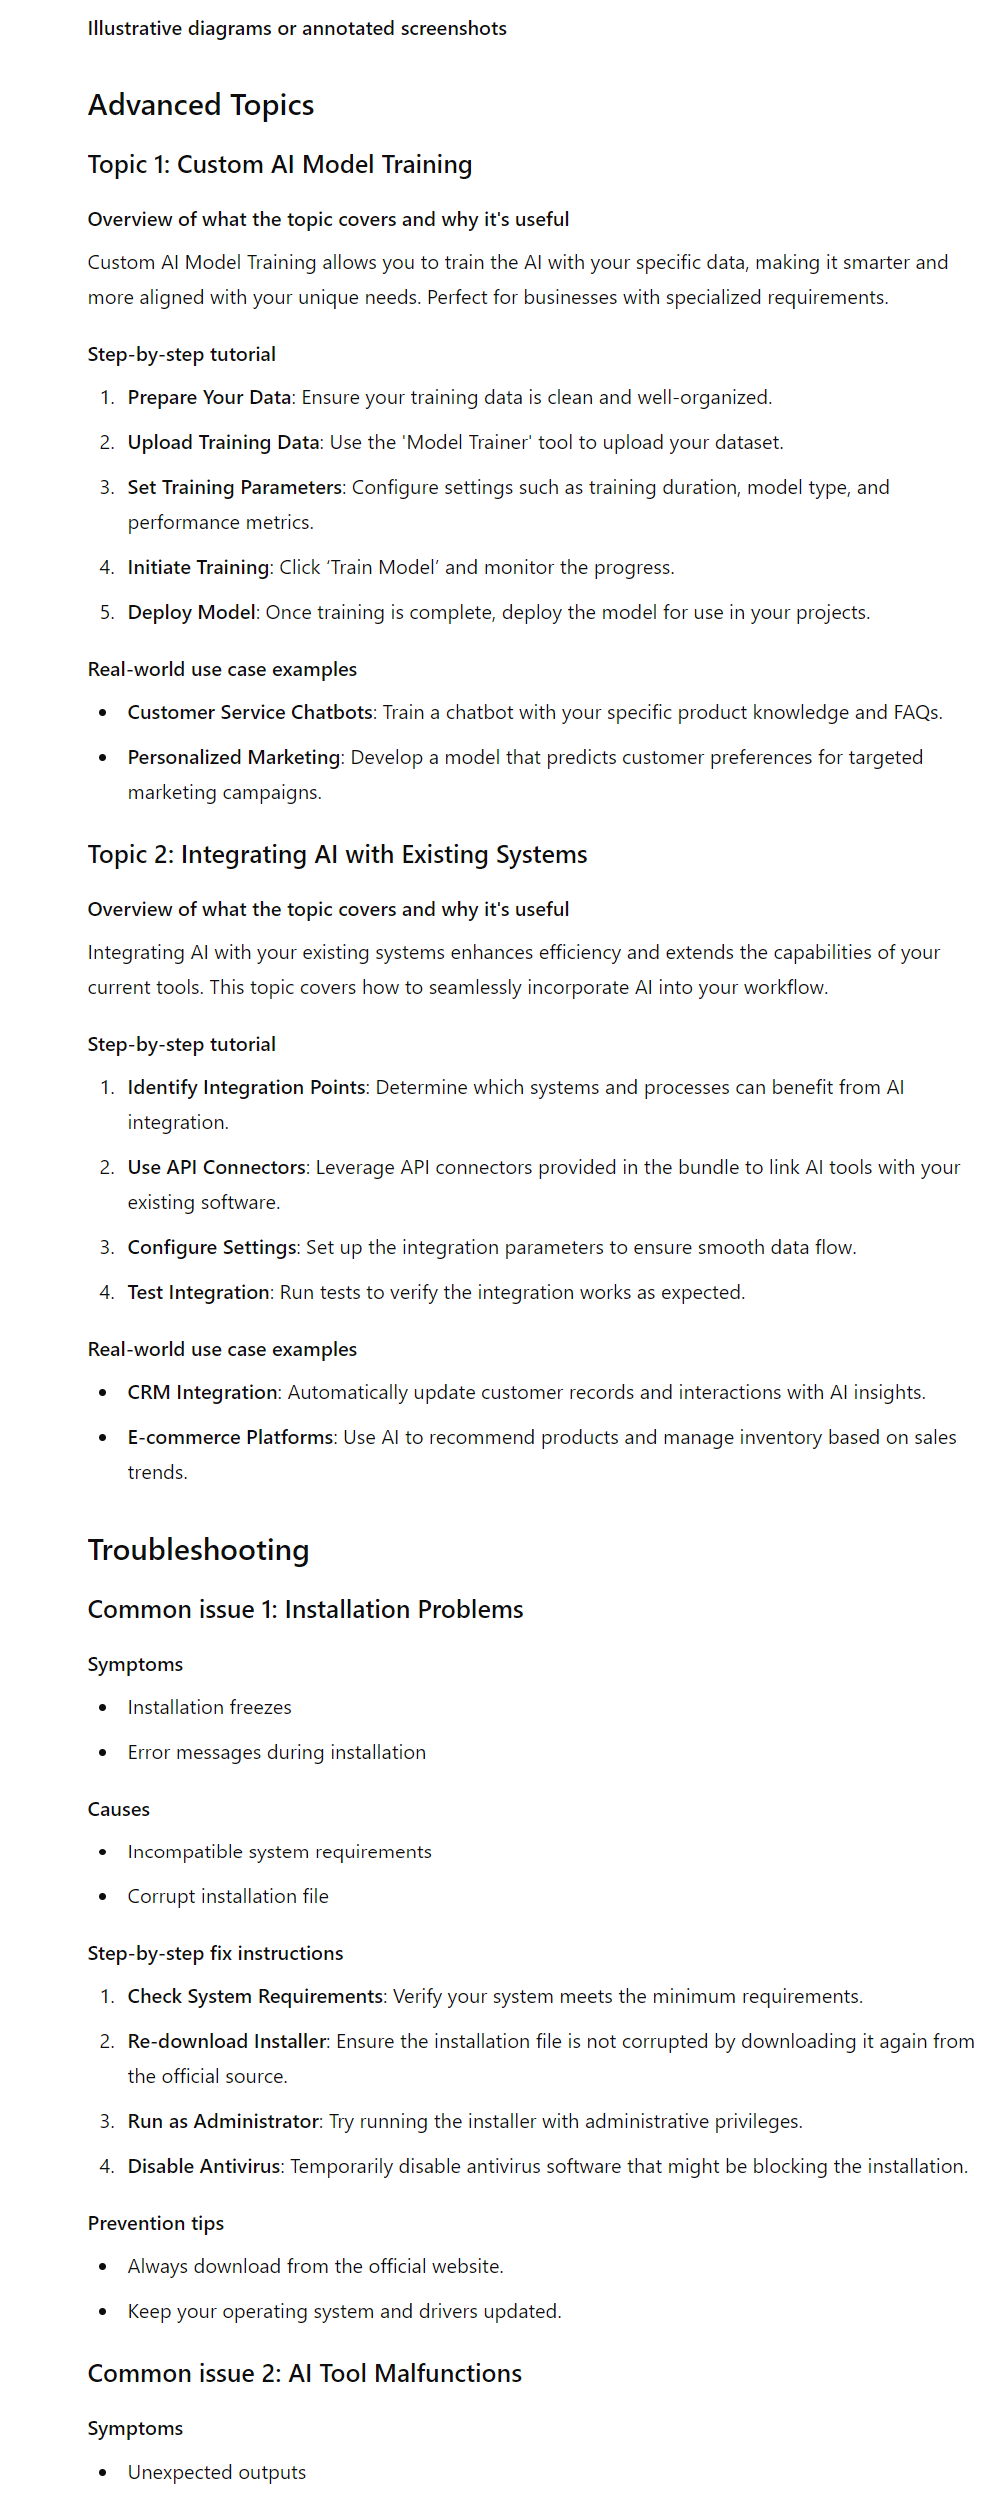 Illustrative diagrams or annotated screenshots
Advanced Topics
Topic 1: Custom AI Model Training
Overview of what the topic covers and why it's useful
Custom AI Model Training allows you to train the AI with your specific data, making it smarter and
more aligned with your unique needs. Perfect for businesses with specialized requirements.
Step-by-step tutorial
1. Prepare Your Data: Ensure your training data is clean and well-organized.
2. Upload Training Data: Use the 'Model Trainer' tool to upload your dataset.
3. Set Training Parameters: Configure settings such as training duration, model type, and
performance metrics.
4. Initiate Training: Click ‘Train Model’ and monitor the progress.
5. Deploy Model: Once training is complete, deploy the model for use in your projects.
Real-world use case examples
• Customer Service Chatbots: Train a chatbot with your specific product knowledge and FAQs.
• Personalized Marketing: Develop a model that predicts customer preferences for targeted
marketing campaigns.
Topic 2: Integrating AI with Existing Systems
Overview of what the topic covers and why it's useful
Integrating AI with your existing systems enhances efficiency and extends the capabilities of your
current tools. This topic covers how to seamlessly incorporate AI into your workflow.
Step-by-step tutorial
1. Identify Integration Points: Determine which systems and processes can benefit from AI
integration.
2. Use API Connectors: Leverage API connectors provided in the bundle to link AI tools with your
existing software.
3. Configure Settings: Set up the integration parameters to ensure smooth data flow.
4. Test Integration: Run tests to verify the integration works as expected.
Real-world use case examples
• CRM Integration: Automatically update customer records and interactions with AI insights.
• E-commerce Platforms: Use AI to recommend products and manage inventory based on sales
trends.
Troubleshooting
Common issue 1: Installation Problems
Symptoms
• Installation freezes
• Error messages during installation
Causes
• Incompatible system requirements
• Corrupt installation file
Step-by-step fix instructions
1. Check System Requirements: Verify your system meets the minimum requirements.
2. Re-download Installer: Ensure the installation file is not corrupted by downloading it again from
the official source.
3. Run as Administrator: Try running the installer with administrative privileges.
4. Disable Antivirus: Temporarily disable antivirus software that might be blocking the installation.
Prevention tips
• Always download from the official website.
• Keep your operating system and drivers updated.
Common issue 2: AI Tool Malfunctions
Symptoms
• Unexpected outputs